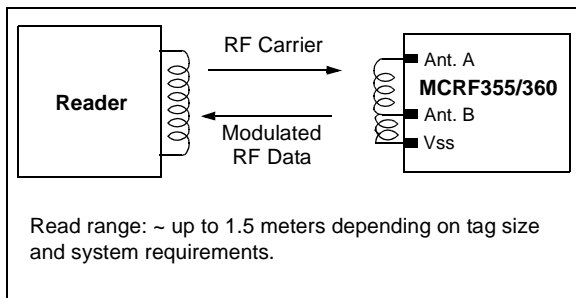 RF Carrier
Reader
Ant. A
MCRF355/360
Ant. B
Vss
Modulated
RF Data
Read range: ~ up to 1.5 meters depending on tag size
and system requirements.